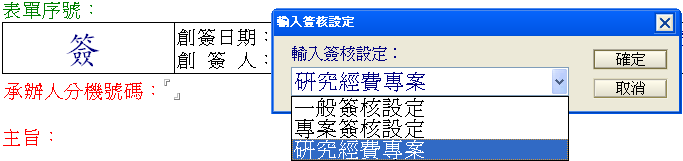 表單序號：
簽
創簽日期：
創 簽 人：
承辦人分機號碼：『』
主旨：
輸入簽核設定
輸入簽核設定：
研究經費專案
確定
取消
一般簽核設定
專案簽核設定
研究經費專案